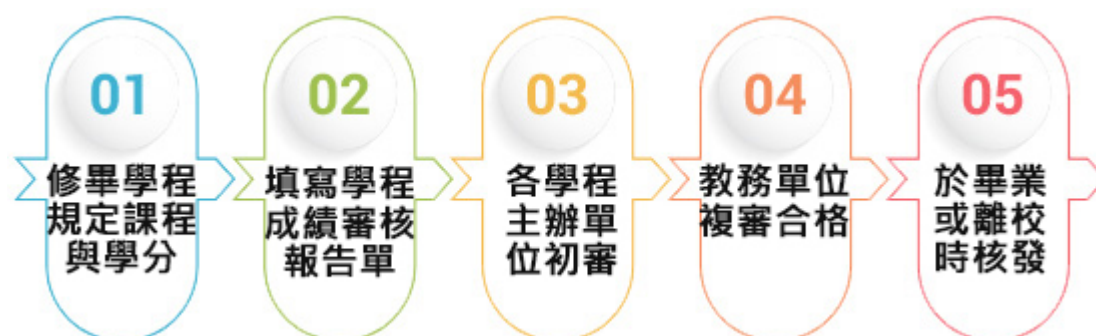 01
修畢學程
規定課程
與學分
02
填寫學程
成績審核
報告單
03
各學程
主辦單
位初審
04
教務單位
複審合格
05
於畢業
或離校
時核發